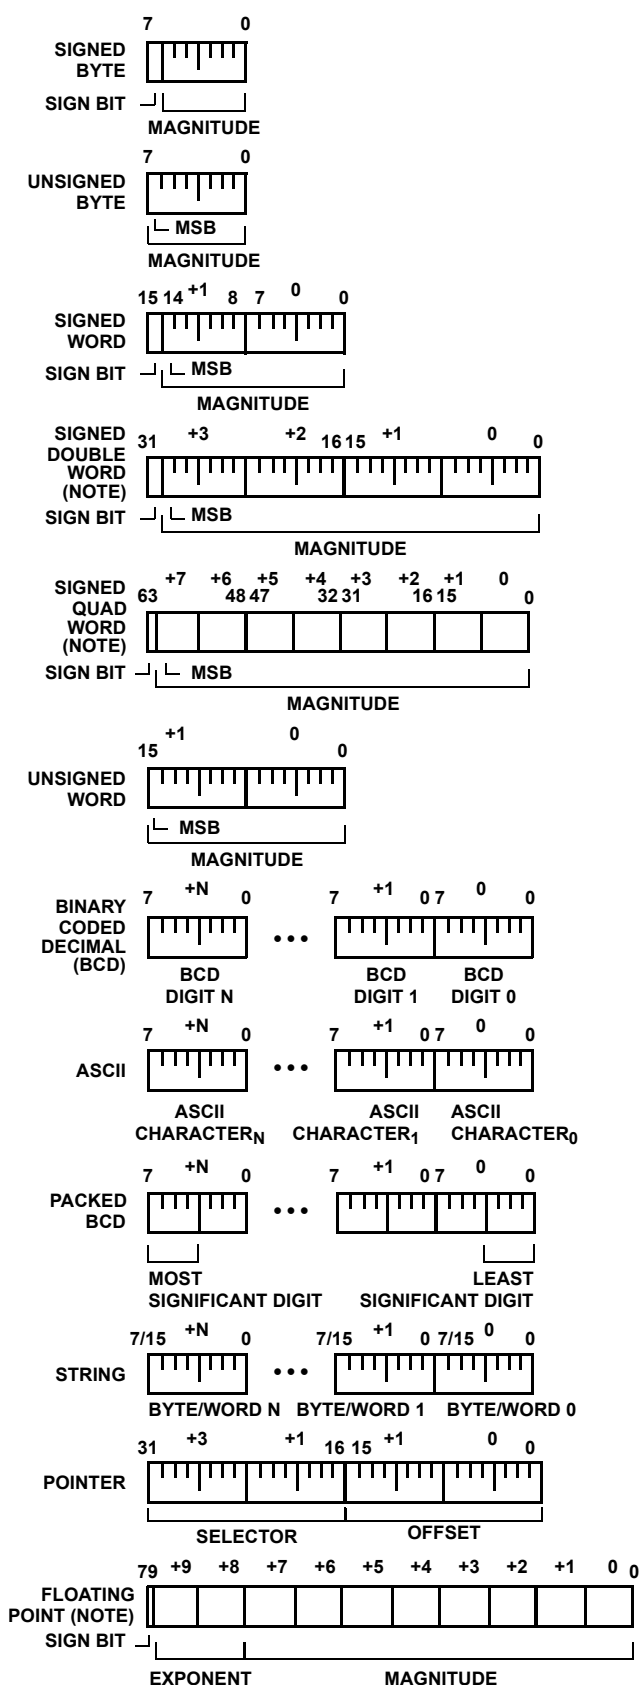 7 0
SIGNED
BYTE
SIGN BIT
MAGNITUDE
7 0
UNSIGNED
BYTE
MSB
MAGNITUDE
15 14 +1 8 7 0 0
SIGNED
WORD
SIGN BIT MSB
MAGNITUDE
SIGNED
DOUBLE
WORD
(NOTE)
31 +3 +2 16 15 +1 0 0
SIGN BIT MSB
MAGNITUDE
SIGNED
QUAD
WORD
(NOTE)
+7 +6 +5 +4 +3 +2 +1 0
63 48 47 32 31 16 15 0
SIGN BIT MSB
MAGNITUDE
+1 0
15 0
UNSIGNED
WORD
MSB
MAGNITUDE
7 +N 0 7 +1 0 7 0 0
BINARY
CODED
DECIMAL
(BCD)
•••
BCD BCD BCD
DIGIT N DIGIT 1 DIGIT 0
7 +N 0 7 +1 0 7 0 0
ASCII •••
ASCII ASCII ASCII
CHARACTERN CHARACTER1 CHARACTER0
7 +N 0 7 +1 0 7 0 0
PACKED
BCD
•••
MOST LEAST
SIGNIFICANT DIGIT SIGNIFICANT DIGIT
7/15 +N 0 7/15 +1 0 7/15 0 0
STRING •••
BYTE/WORD N BYTE/WORD 1 BYTE/WORD 0
31 +3 +1 16 15 +1 0 0
POINTER
SELECTOR OFFSET
79 +9 +8 +7 +6 +5 +4 +3 +2 +1 0 0
FLOATING
POINT (NOTE)
SIGN BIT
EXPONENT MAGNITUDE